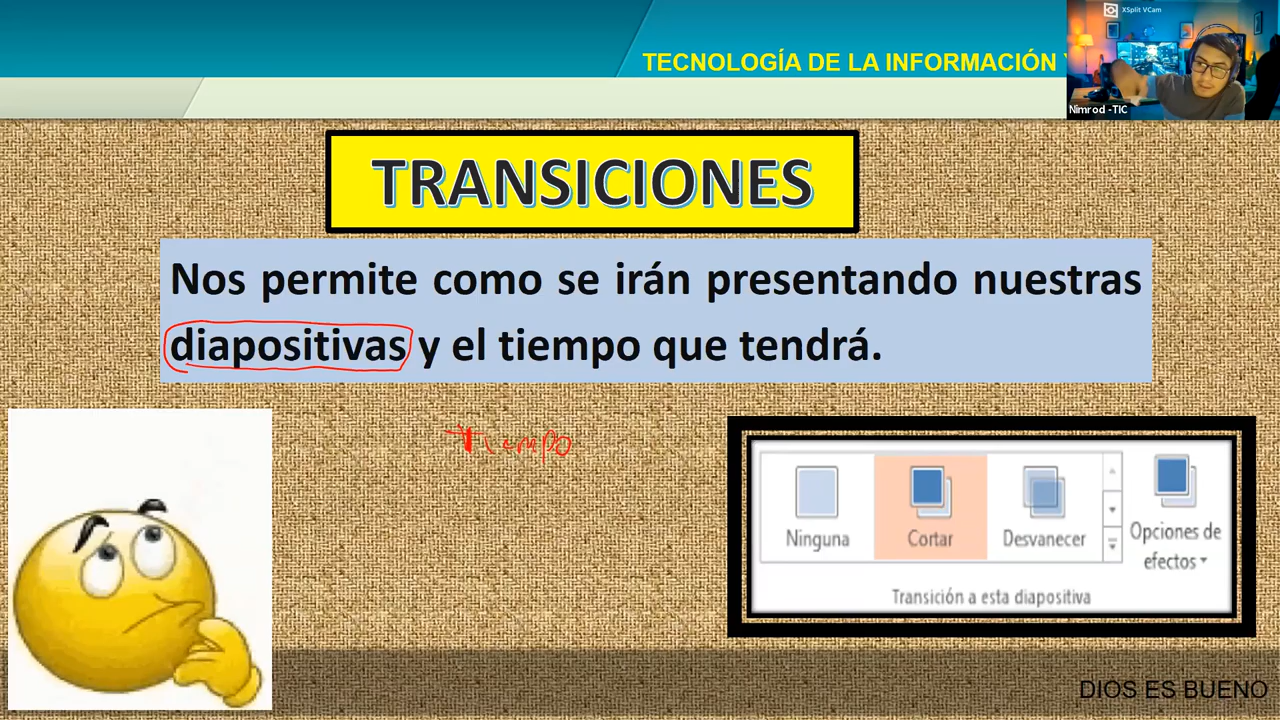 XSplit VCam
TECNOLOGÍA DE LA INFORMACIÓN
Nimrod -TIC
TRANSICIONES
Nos permite como se irán presentando nuestras
diapositivas y el tiempo que tendrá.
Tiempo
Ninguna
Cortar
Desvanecer
Opciones de
efectos
Transición a esta diapositiva
DIOS ES BUENO